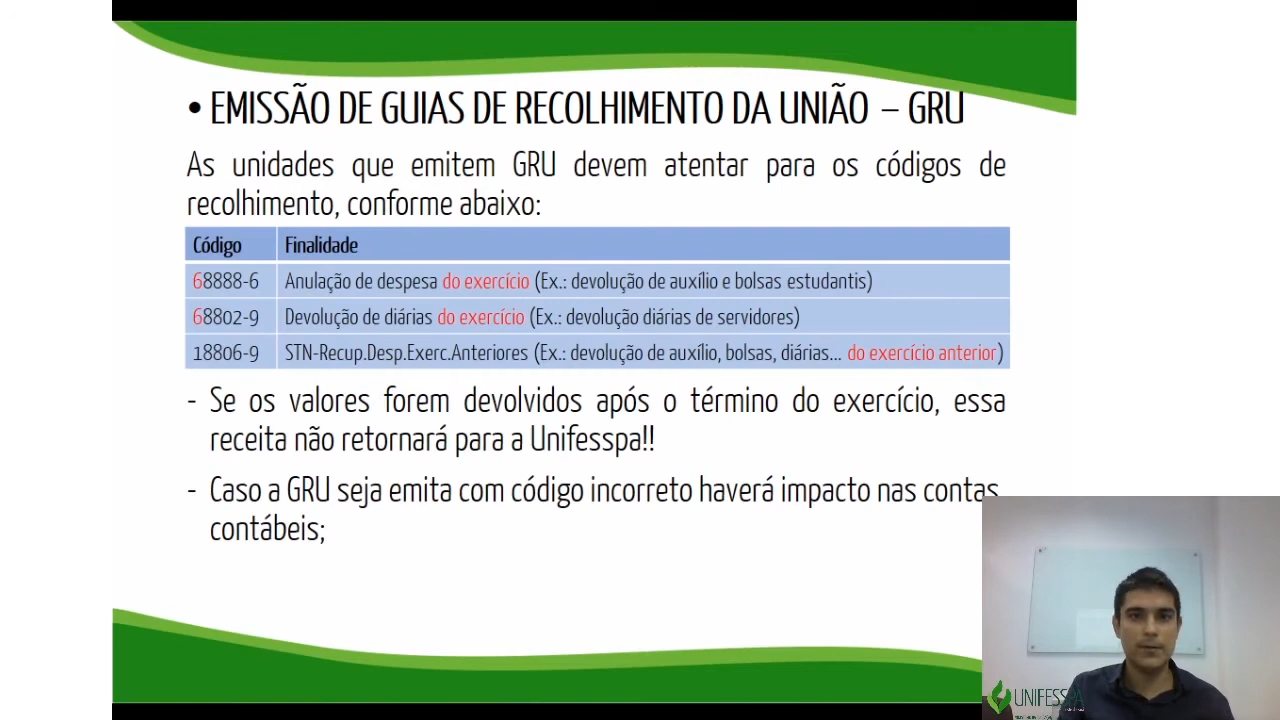 • EMISSÃO DE GUIAS DE RECOLHIMENTO DA UNIÃO – GRU
As unidades que emitem GRU devem atentar para os códigos de
recolhimento, conforme abaixo:
Código Finalidade
68888-6 Anulação de despesa do exercício (Ex.: devolução de auxílio e bolsas estudantis)
68802-9 Devolução de diárias do exercício (Ex.: devolução diárias de servidores)
18806-9 STN-Recup.Desp.Exerc.Anteriores (Ex.: devolução de auxílio, bolsas, diárias... do exercício anterior)
- Se os valores forem devolvidos após o término do exercício, essa
receita não retornará para a Unifesspa!!
- Caso a GRU seja emita com código incorreto haverá impacto nas contas
contábeis;
UNIFESSPA